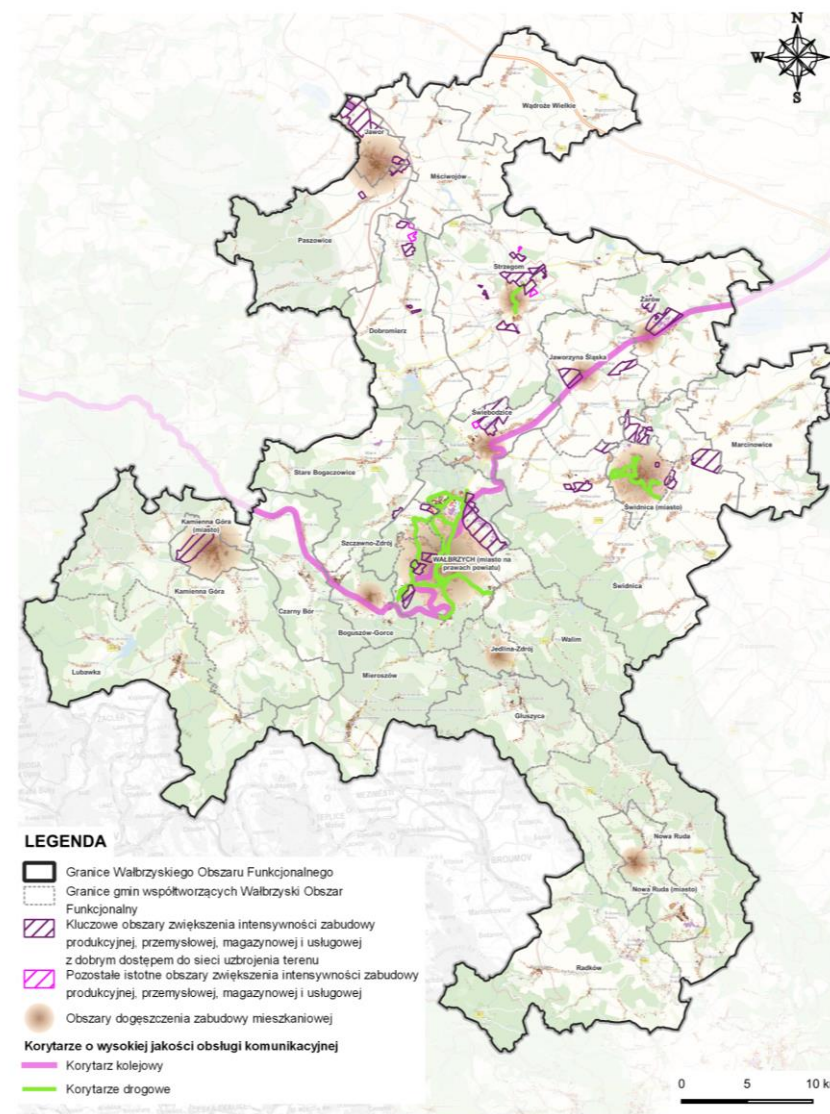 N
W
E
S
Wądroże Wielkie
Jawor
Mściwojów
Paszowice
Strzegom
Żarów
Dobromierz
Jaworzyna Śląska
Świebodzice
Marcinowice
Stare Bogaczowice
Świdnica (miasto)
Kamienna Góra
(miasto)
Szczawno-Zdrój
WAŁBRZYCH (miasto na
prawach powiatu)
Świdnica
Kamienna Góra
Czarny Bór
Boguszów-Gorce
Walim
Jedlina-Zdrój
Lubawka
Mieroszów
Głuszyca
Nowa Ruda
BROUMOV
Nowa Ruda (miasto)
Radków
LEGENDA
Granice Wałbrzyskiego Obszaru Funkcjonalnego
Granice gmin współtworzących Wałbrzyski Obszar
Funkcjonalny
Kluczowe obszary zwiększenia intensywności zabudowy
produkcyjnej, przemysłowej, magazynowej i usługowej
z dobrym dostępem do sieci uzbrojenia terenu
Pozostałe istotne obszary zwiększenia intensywności zabudowy
produkcyjnej, przemysłowej, magazynowej i usługowej
Obszary dogęszczenia zabudowy mieszkaniowej
Korytarze o wysokiej jakości obsługi komunikacyjnej
Korytarz kolejowy
Korytarze drogowe
0 5 10 k